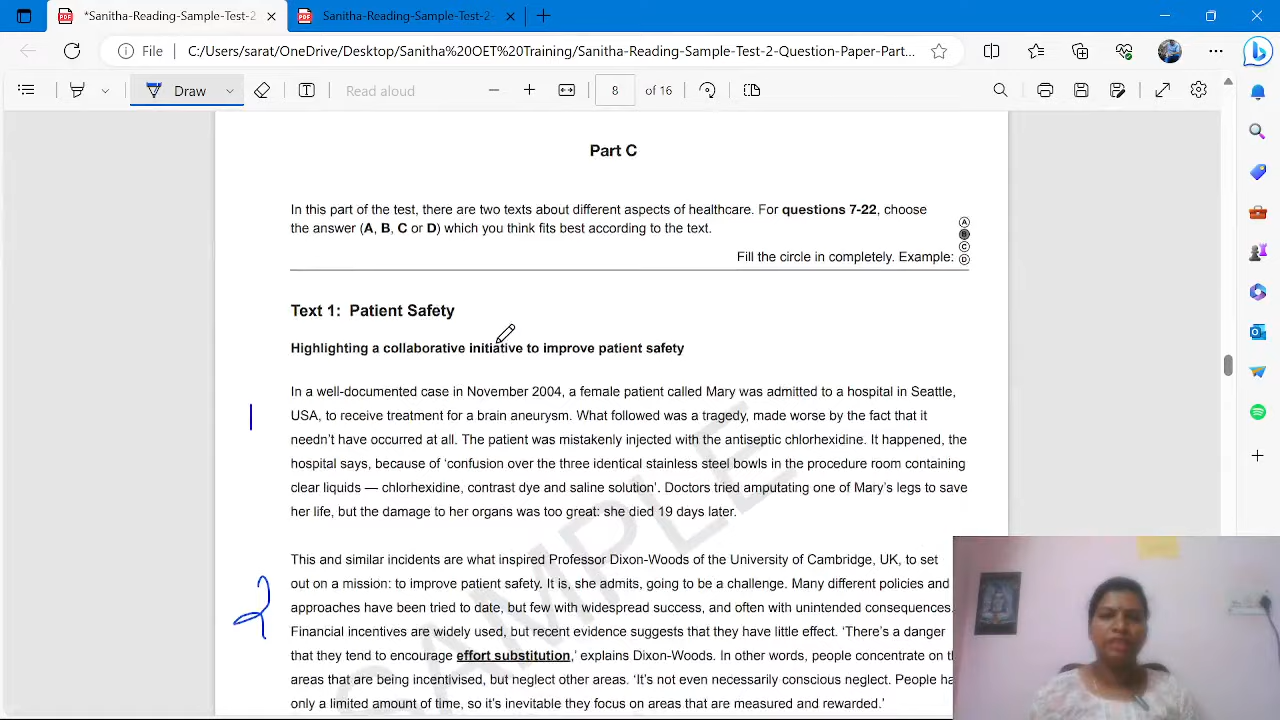 *Sanitha-Reading-Sample-Test-2
Sanitha-Reading-Sample-Test-2-
File C:/Users/sarat/OneDrive/Desktop/Sanitha%20OET%20Training/Sanitha-Reading-Sample-Test-2-Question-Paper-Part...
Draw Read aloud 8 of 16
Part C
In this part of the test, there are two texts about different aspects of healthcare. For questions 7-22, choose
the answer (A, B, C or D) which you think fits best according to the text.
Fill the circle in completely. Example:
A
B
C
D
Text 1: Patient Safety
Highlighting a collaborative initiative to improve patient safety
In a well-documented case in November 2004, a female patient called Mary was admitted to a hospital in Seattle,
USA, to receive treatment for a brain aneurysm. What followed was a tragedy, made worse by the fact that it
needn't have occurred at all. The patient was mistakenly injected with the antiseptic chlorhexidine. It happened, the
hospital says, because of 'confusion over the three identical stainless steel bowls in the procedure room containing
clear liquids — chlorhexidine, contrast dye and saline solution'. Doctors tried amputating one of Mary's legs to save
her life, but the damage to her organs was too great: she died 19 days later.
1
This and similar incidents are what inspired Professor Dixon-Woods of the University of Cambridge, UK, to set
out on a mission: to improve patient safety. It is, she admits, going to be a challenge. Many different policies and
approaches have been tried to date, but few with widespread success, and often with unintended consequences.
Financial incentives are widely used, but recent evidence suggests that they have little effect. 'There's a danger
that they tend to encourage effort substitution,' explains Dixon-Woods. In other words, people concentrate on th
areas that are being incentivised, but neglect other areas. 'It's not even necessarily conscious neglect. People ha
only a limited amount of time, so it's inevitable they focus on areas that are measured and rewarded.'
2
SAMPLE